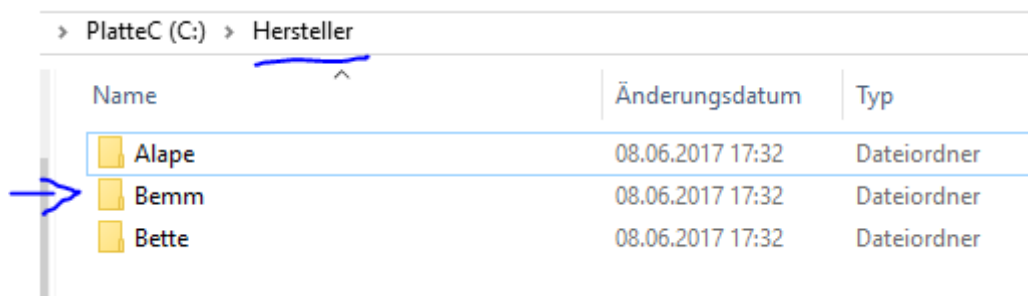 PlatteC (C:) > Hersteller
Name Änderungsdatum Typ
Alape 08.06.2017 17:32 Dateiordner
Bemm 08.06.2017 17:32 Dateiordner
Bette 08.06.2017 17:32 Dateiordner